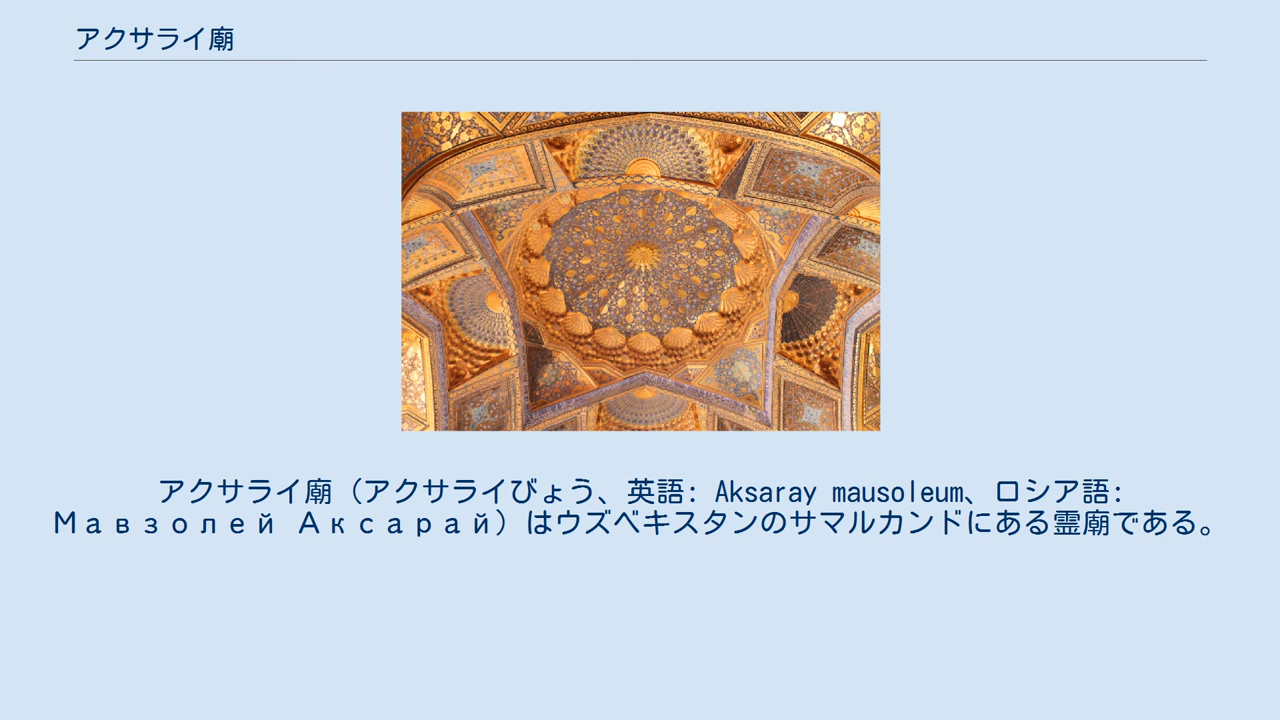 アクサライ廟
アクサライ廟（アクサライびょう、英語: Aksaray mausoleum、ロシア語:
Мавзолей Аксарай）はウズベキスタンのサマルカンドにある霊廟である。